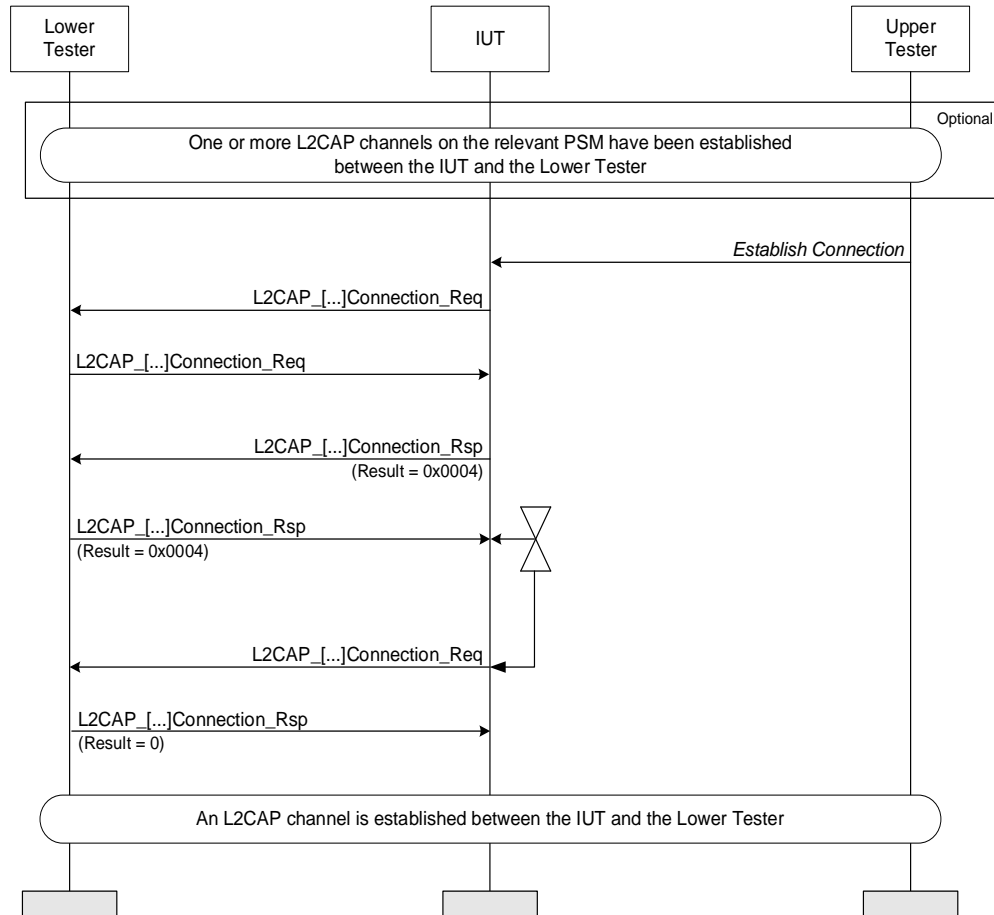 Lower
Tester
IUT
Upper
Tester
Optional
One or more L2CAP channels on the relevant PSM have been established
between the IUT and the Lower Tester
Establish Connection
L2CAP_[...]Connection_Req
L2CAP_[...]Connection_Req
L2CAP_[...]Connection_Rsp
(Result = 0x0004)
L2CAP_[...]Connection_Rsp
(Result = 0x0004)
L2CAP_[...]Connection_Req
L2CAP_[...]Connection_Rsp
(Result = 0)
An L2CAP channel is established between the IUT and the Lower Tester